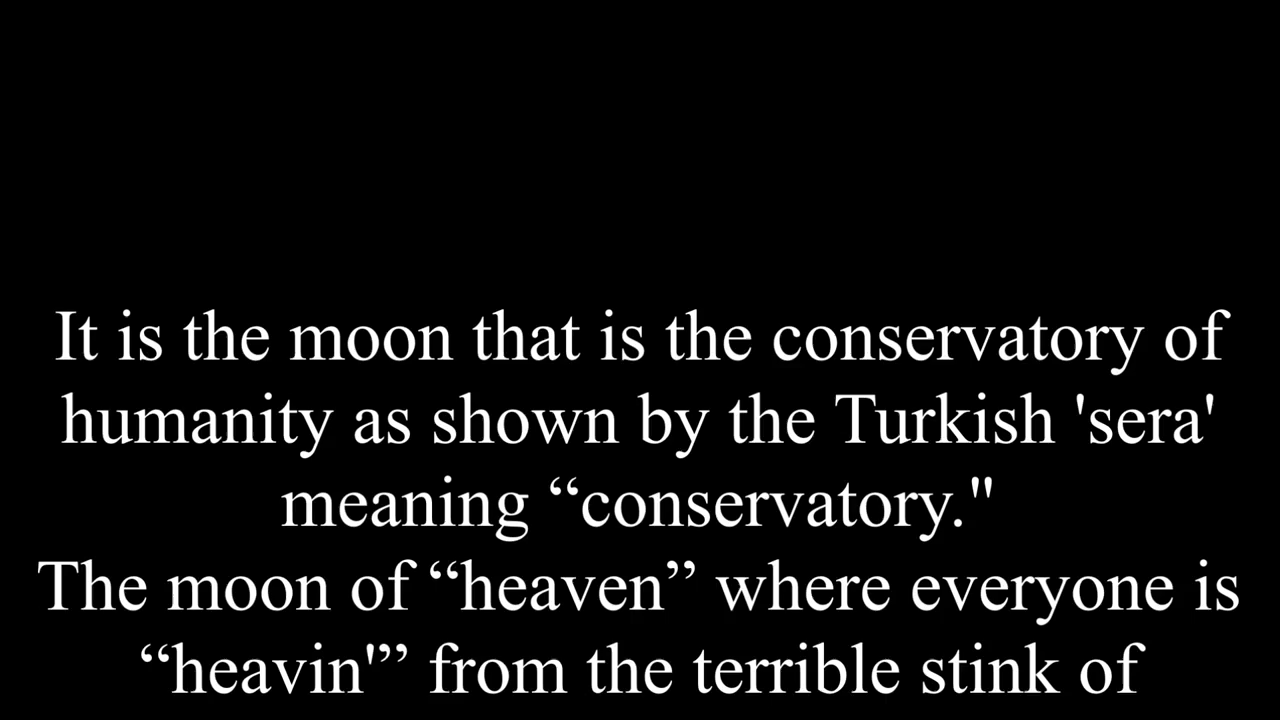 It is the moon that is the conservatory of
humanity as shown by the Turkish 'sera'
meaning “conservatory."
The moon of “heaven” where everyone is
“heavin'” from the terrible stink of